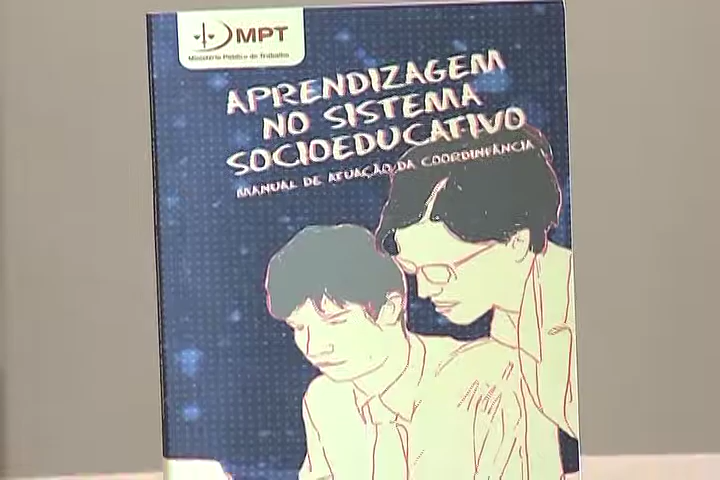 MPT
Ministério Público do Trabalho
APRENDIZAGEM
NO SISTEMA
SOCIOEDUCATIVO
MANUAL DE ATUAÇÃO DA COORDINFÂNCIA